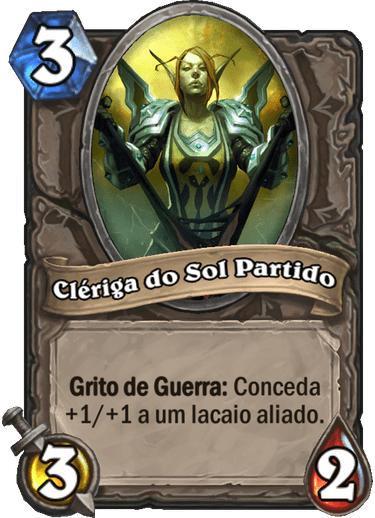 3
Clériga do Sol Partido
Grito de Guerra: Conceda
+1/+1 a um lacaio aliado.
3
2